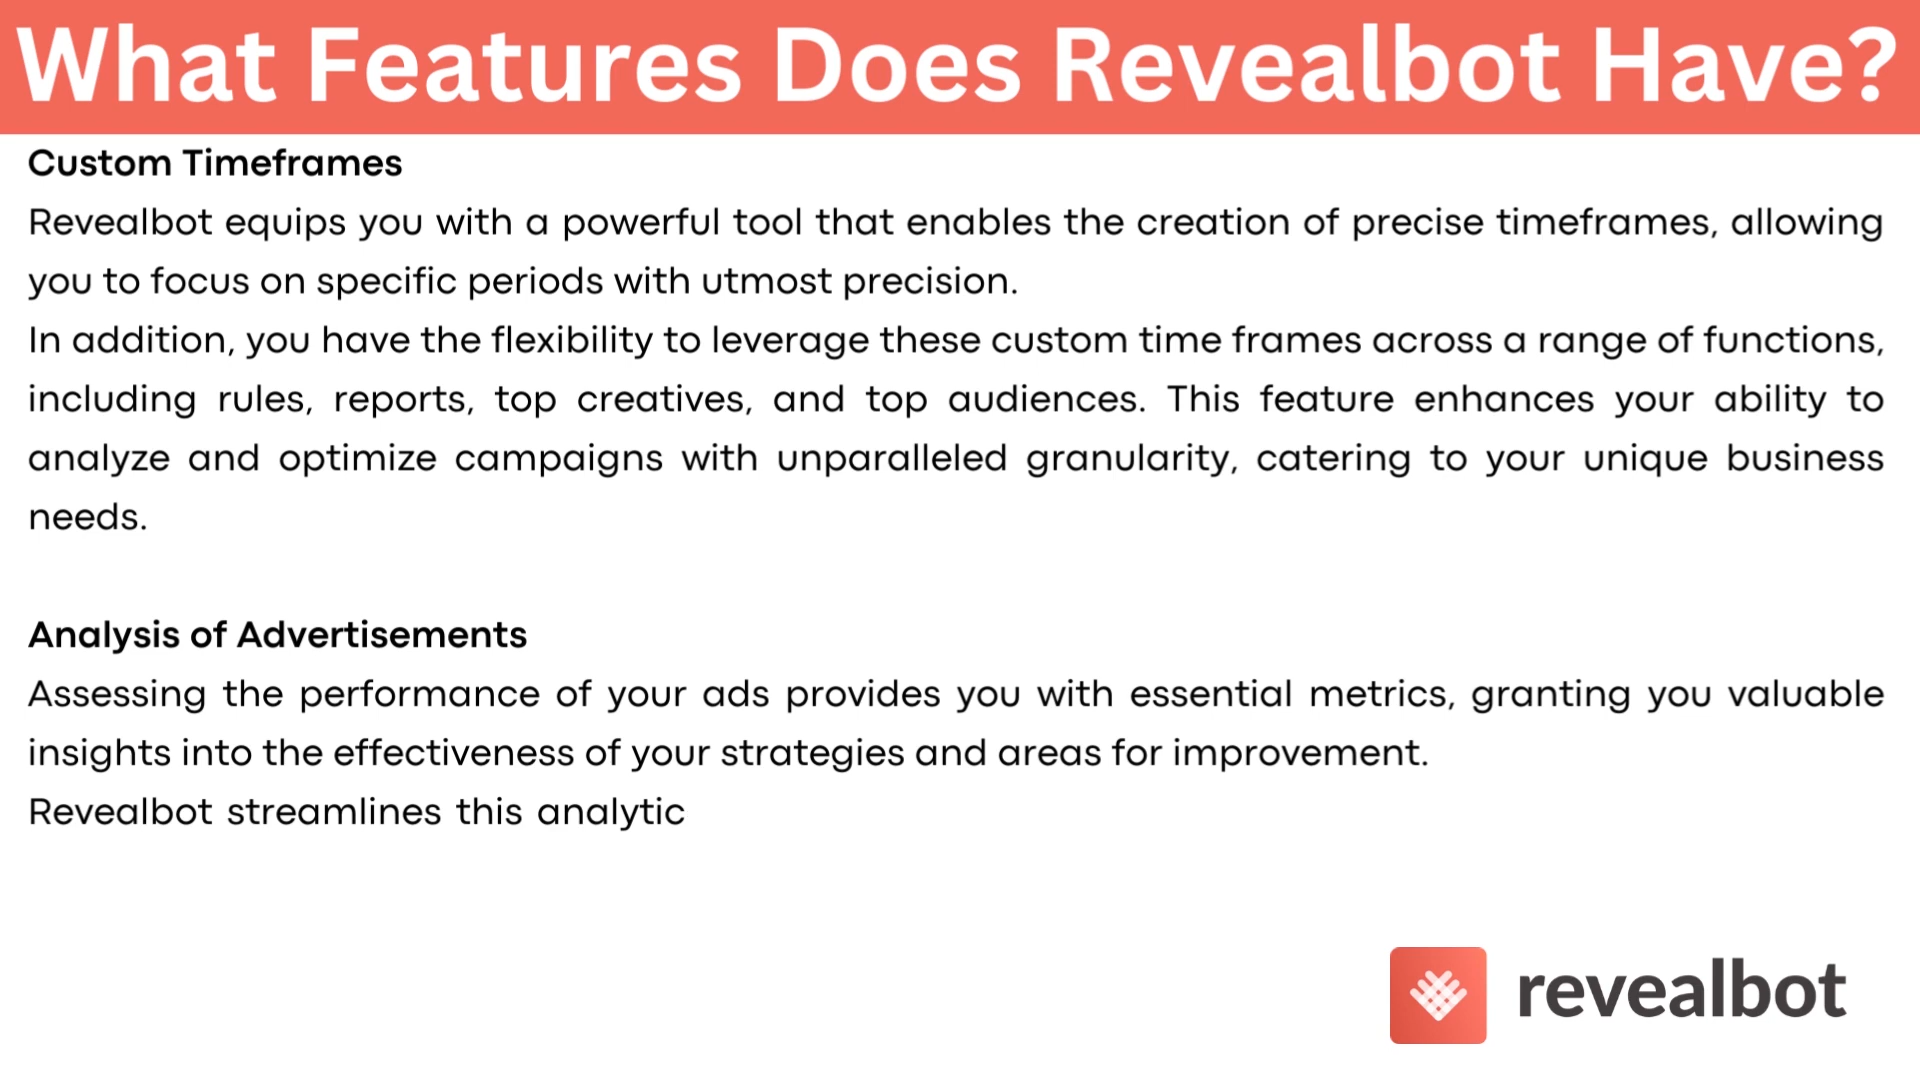 What Features Does Revealbot Have?
Custom Timeframes
Revealbot equips you with a powerful tool that enables the creation of precise timeframes, allowing
you to focus on specific periods with utmost precision.
In addition, you have the flexibility to leverage these custom time frames across a range of functions,
including rules, reports, top creatives, and top audiences. This feature enhances your ability to
analyze and optimize campaigns with unparalleled granularity, catering to your unique business
needs.
Analysis of Advertisements
Assessing the performance of your ads provides you with essential metrics, granting you valuable
insights into the effectiveness of your strategies and areas for improvement.
Revealbot streamlines this analytic
revealbot